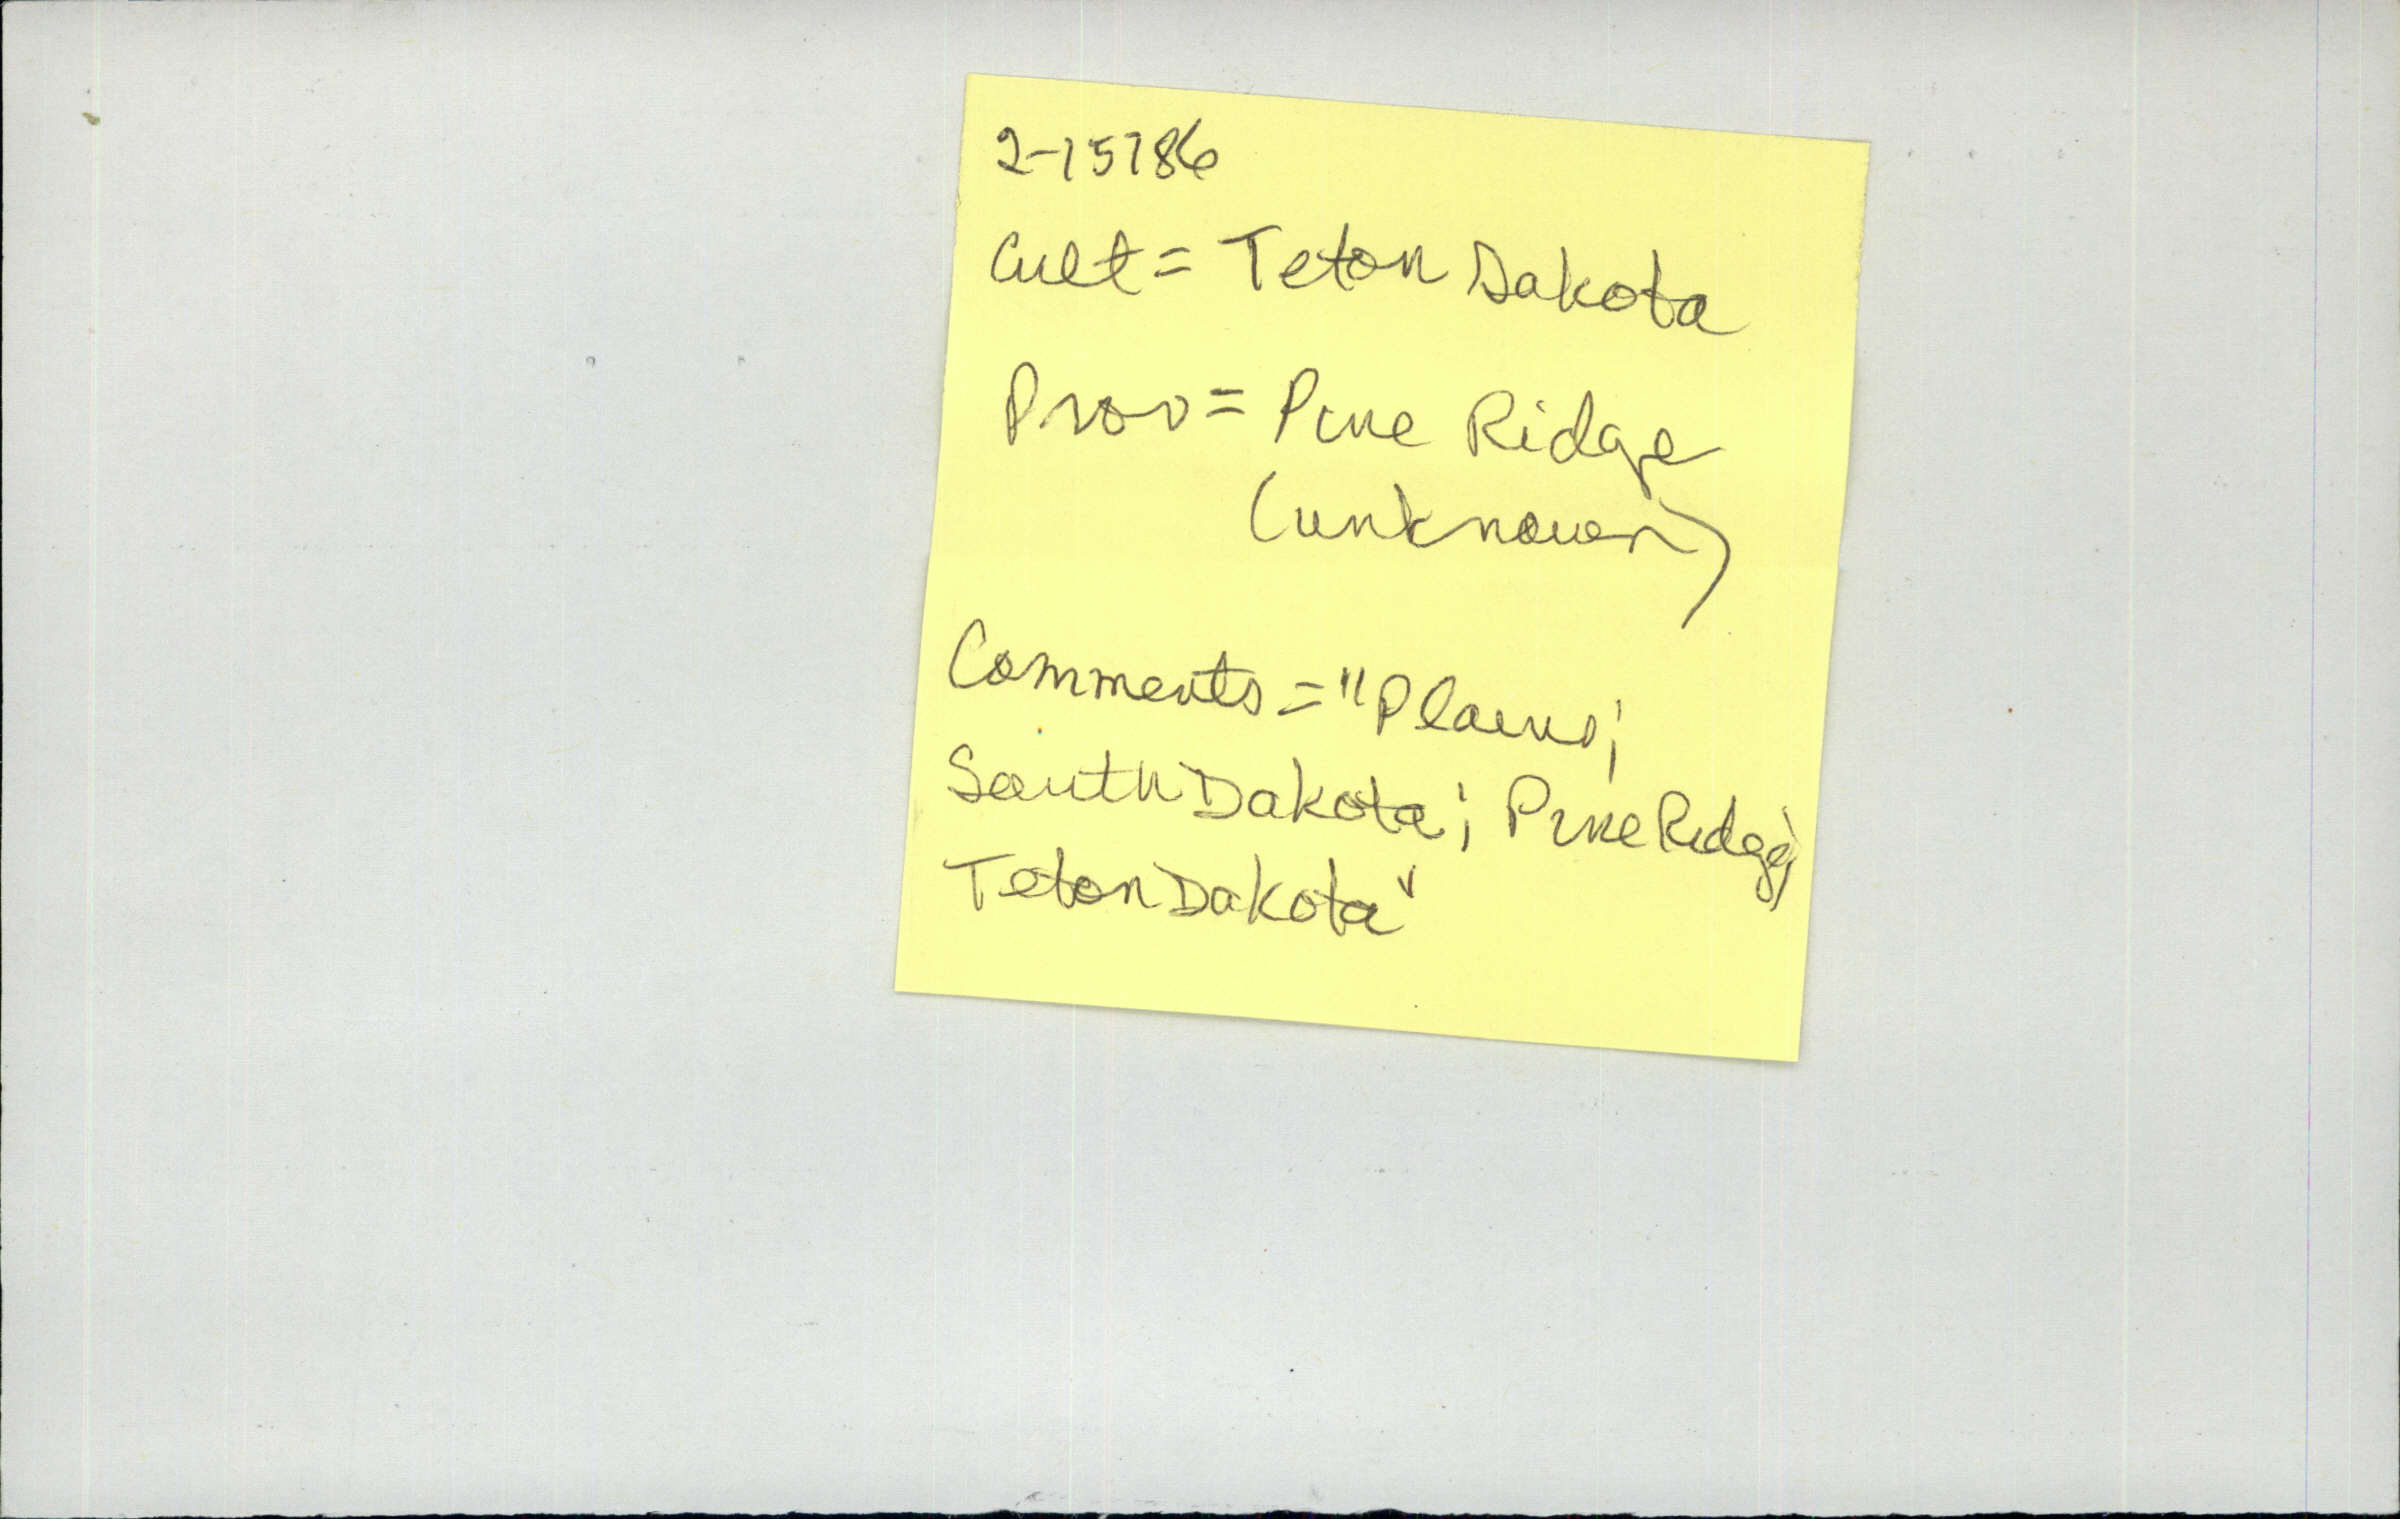 2-15786
Cult = Teton Dakota
Prov = Pine Ridge
(unknown)
Comments = "Plains;
South Dakota; Pine Ridge;
Teton Dakota"